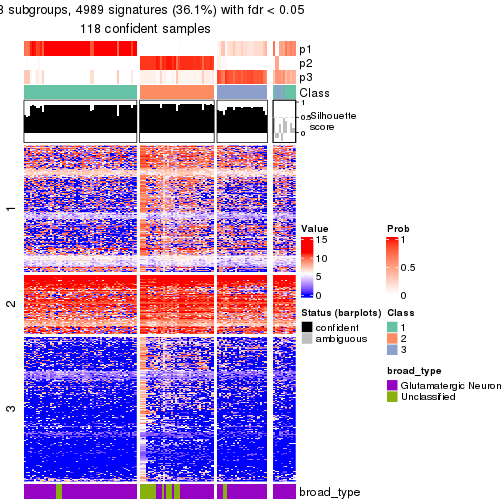 3 subgroups, 4989 signatures (36.1%) with fdr < 0.05
118 confident samples
p1
p2
p3
Class
1
0.5
0
Silhouette
score
1
2
3
Value
15
10
5
0
Prob
1
0.5
0
Status (barplots)
confident
ambiguous
Class
1
2
3
broad_type
Glutamatergic Neuron
Unclassified
broad_type